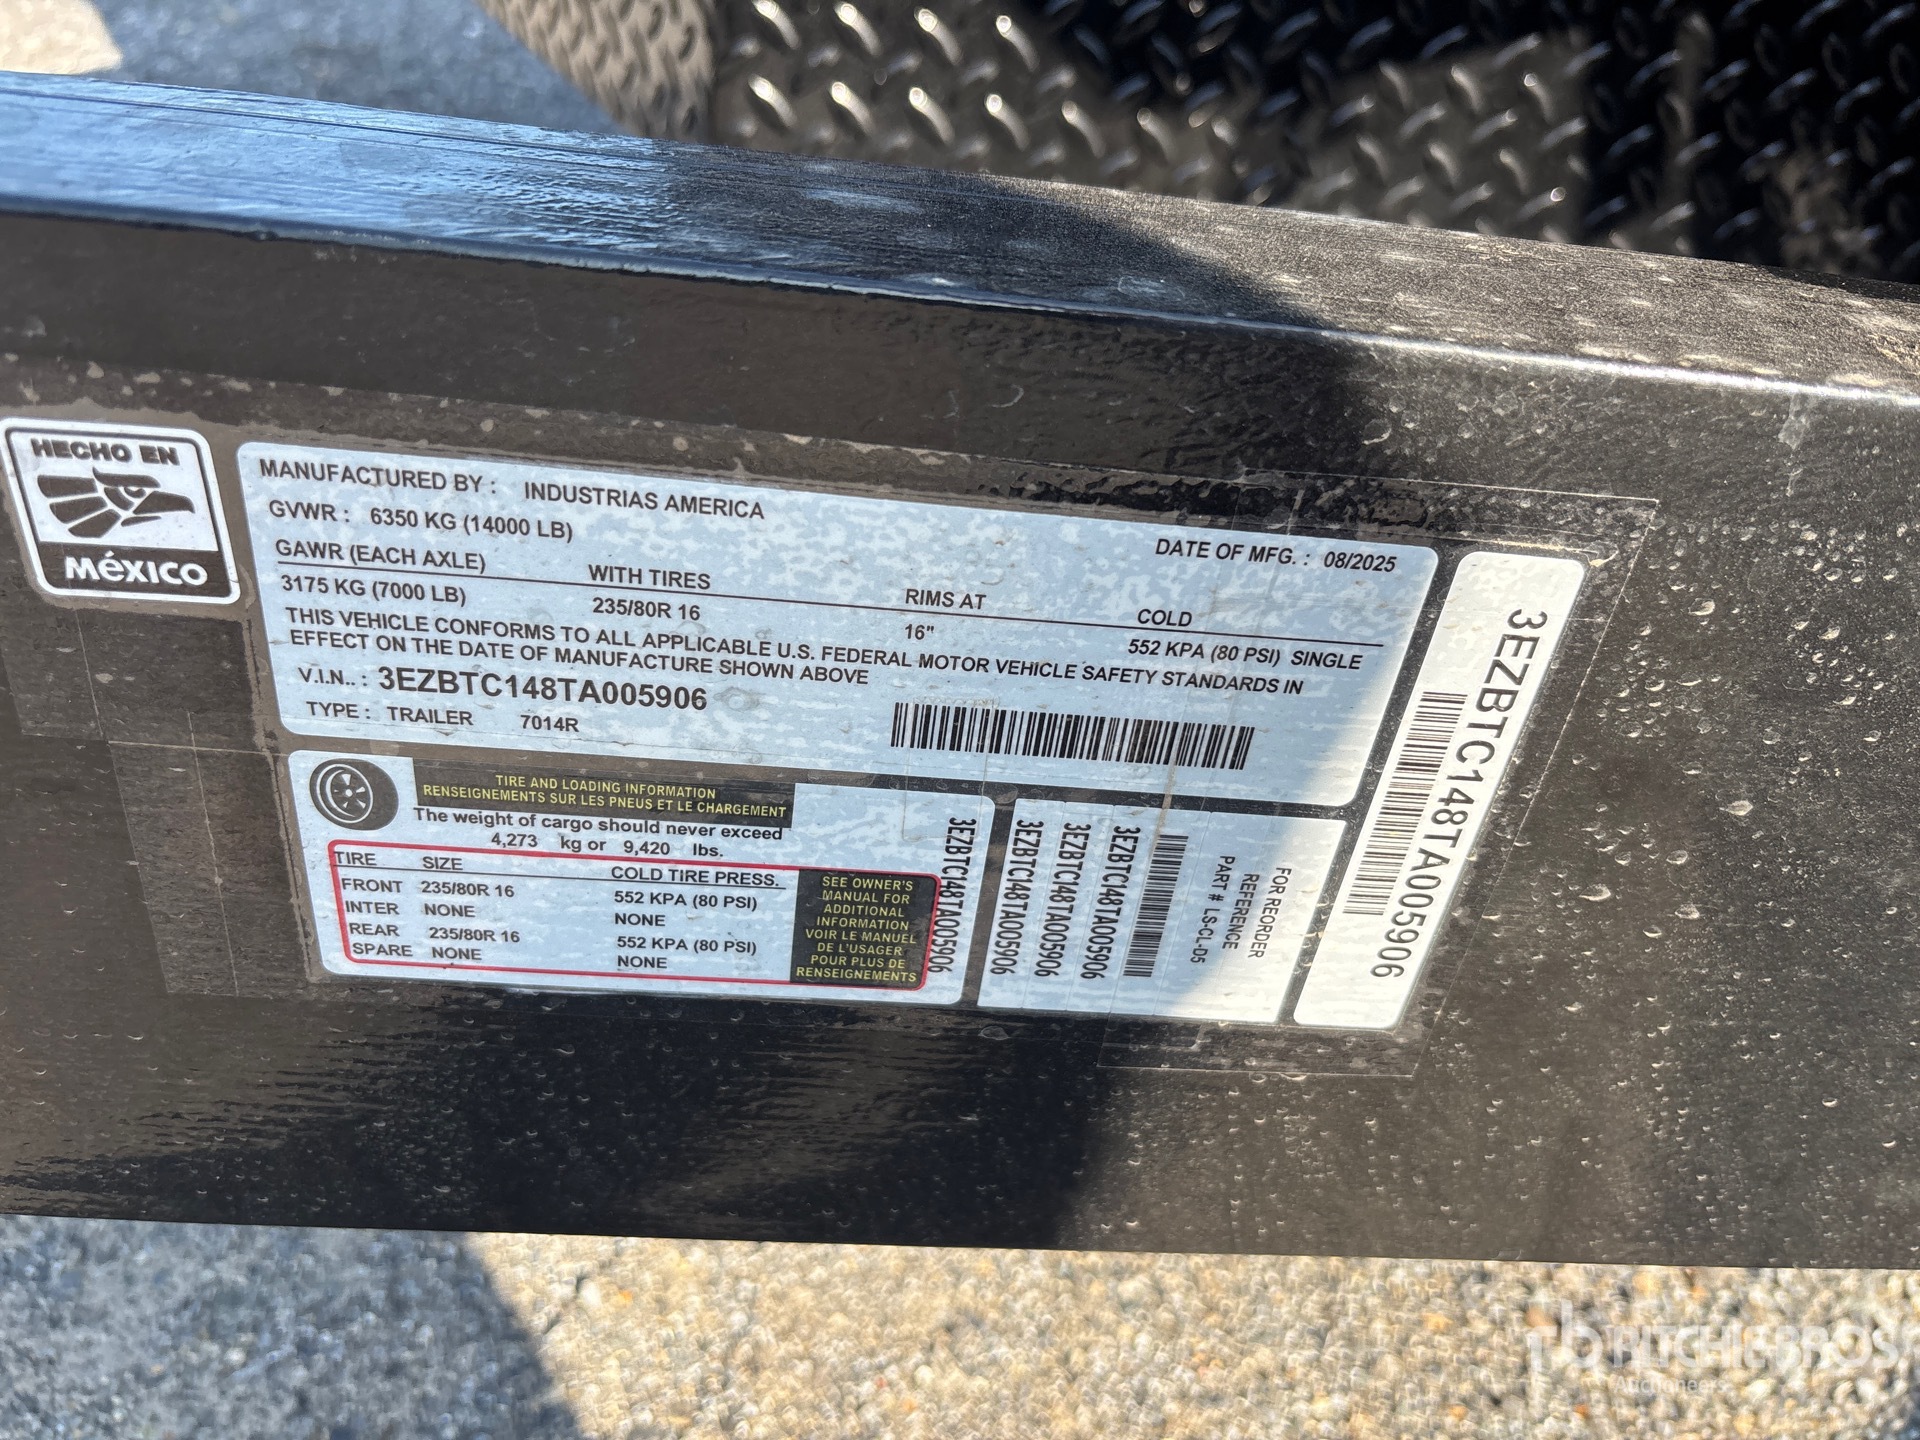 HECHO EN
MéXICO
MANUFACTURED BY : INDUSTRIAS AMERICA
GVWR : 6350 KG (14000 LB)
DATE OF MFG. : 08/2025
GAWR (EACH AXLE) WITH TIRES RIMS AT COLD
3175 KG (7000 LB) 235/80R 16 16" 552 KPA (80 PSI) SINGLE
THIS VEHICLE CONFORMS TO ALL APPLICABLE U.S. FEDERAL MOTOR VEHICLE SAFETY STANDARDS IN
EFFECT ON THE DATE OF MANUFACTURE SHOWN ABOVE
V.I.N.. : 3EZBTC148TA005906
TYPE : TRAILER 7014R
3EZBTC148TA005906
TIRE AND LOADING INFORMATION
RENSEIGNEMENTS SUR LES PNEUS ET LE CHARGEMENT
The weight of cargo should never exceed
4,273 kg or 9,420 lbs.
TIRE SIZE COLD TIRE PRESS.
FRONT 235/80R 16 552 KPA (80 PSI)
INTER NONE NONE
REAR 235/80R 16 552 KPA (80 PSI)
SPARE NONE NONE
SEE OWNER'S
MANUAL FOR
ADDITIONAL
INFORMATION
VOIR LE MANUEL
DE L'USAGER
POUR PLUS DE
RENSEIGNEMENTS
3EZBTC148TA005906
3EZBTC148TA005906
3EZBTC148TA005906
3EZBTC148TA005906
FOR REORDER
REFERENCE
PART # LS-CL-D5
rb RITCHIE BROS
Auctioneers